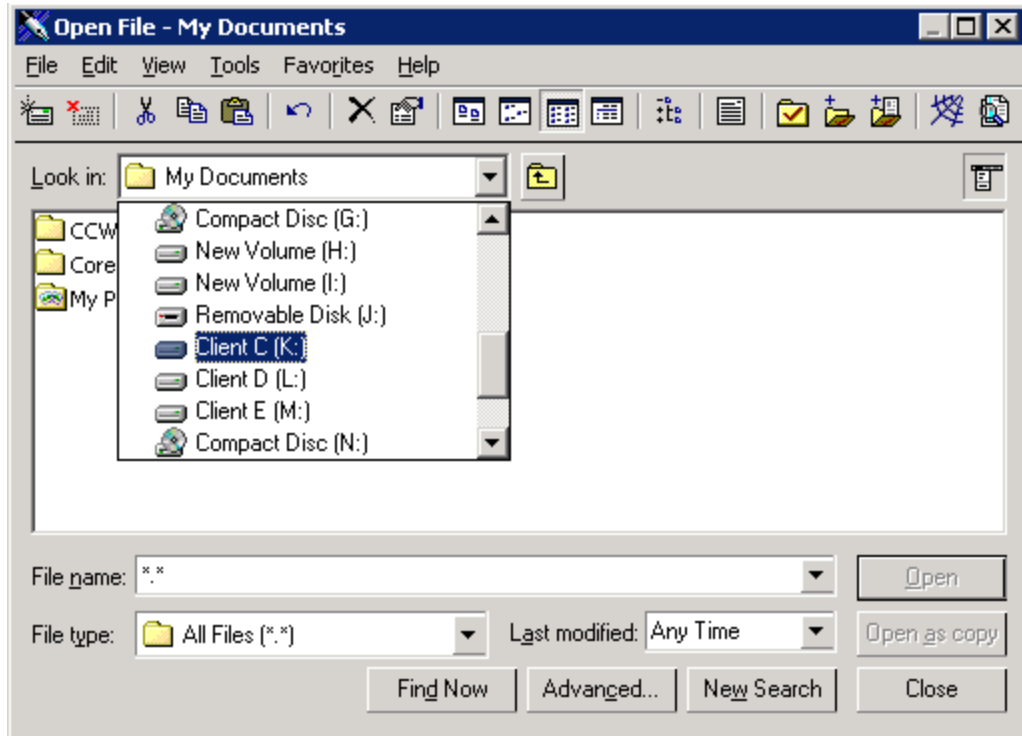 Open File - My Documents
File Edit View Tools Favorites Help
Look in: My Documents
Compact Disc (G:)
CCW
New Volume (H:)
Core
New Volume (I:)
My P
Removable Disk (J:)
Client C (K:)
Client D (L:)
Client E (M:)
Compact Disc (N:)
File name: *.* Open
File type: All Files (*.*) Last modified: Any Time Open as copy
Find Now Advanced... New Search Close